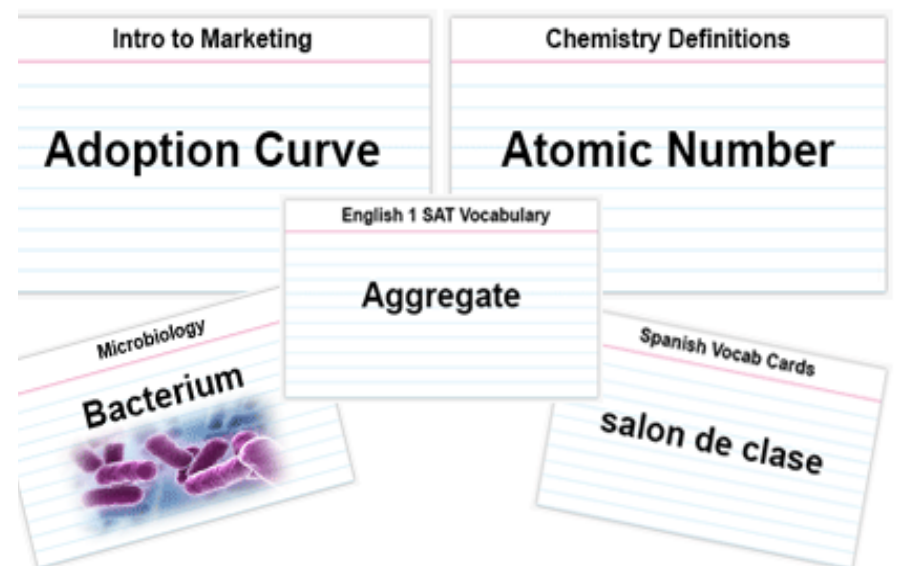 Intro to Marketing
Adoption Curve
Chemistry Definitions
Atomic Number
English 1 SAT Vocabulary
Aggregate
Microbiology
Bacterium
Spanish Vocab Cards
salon de clase